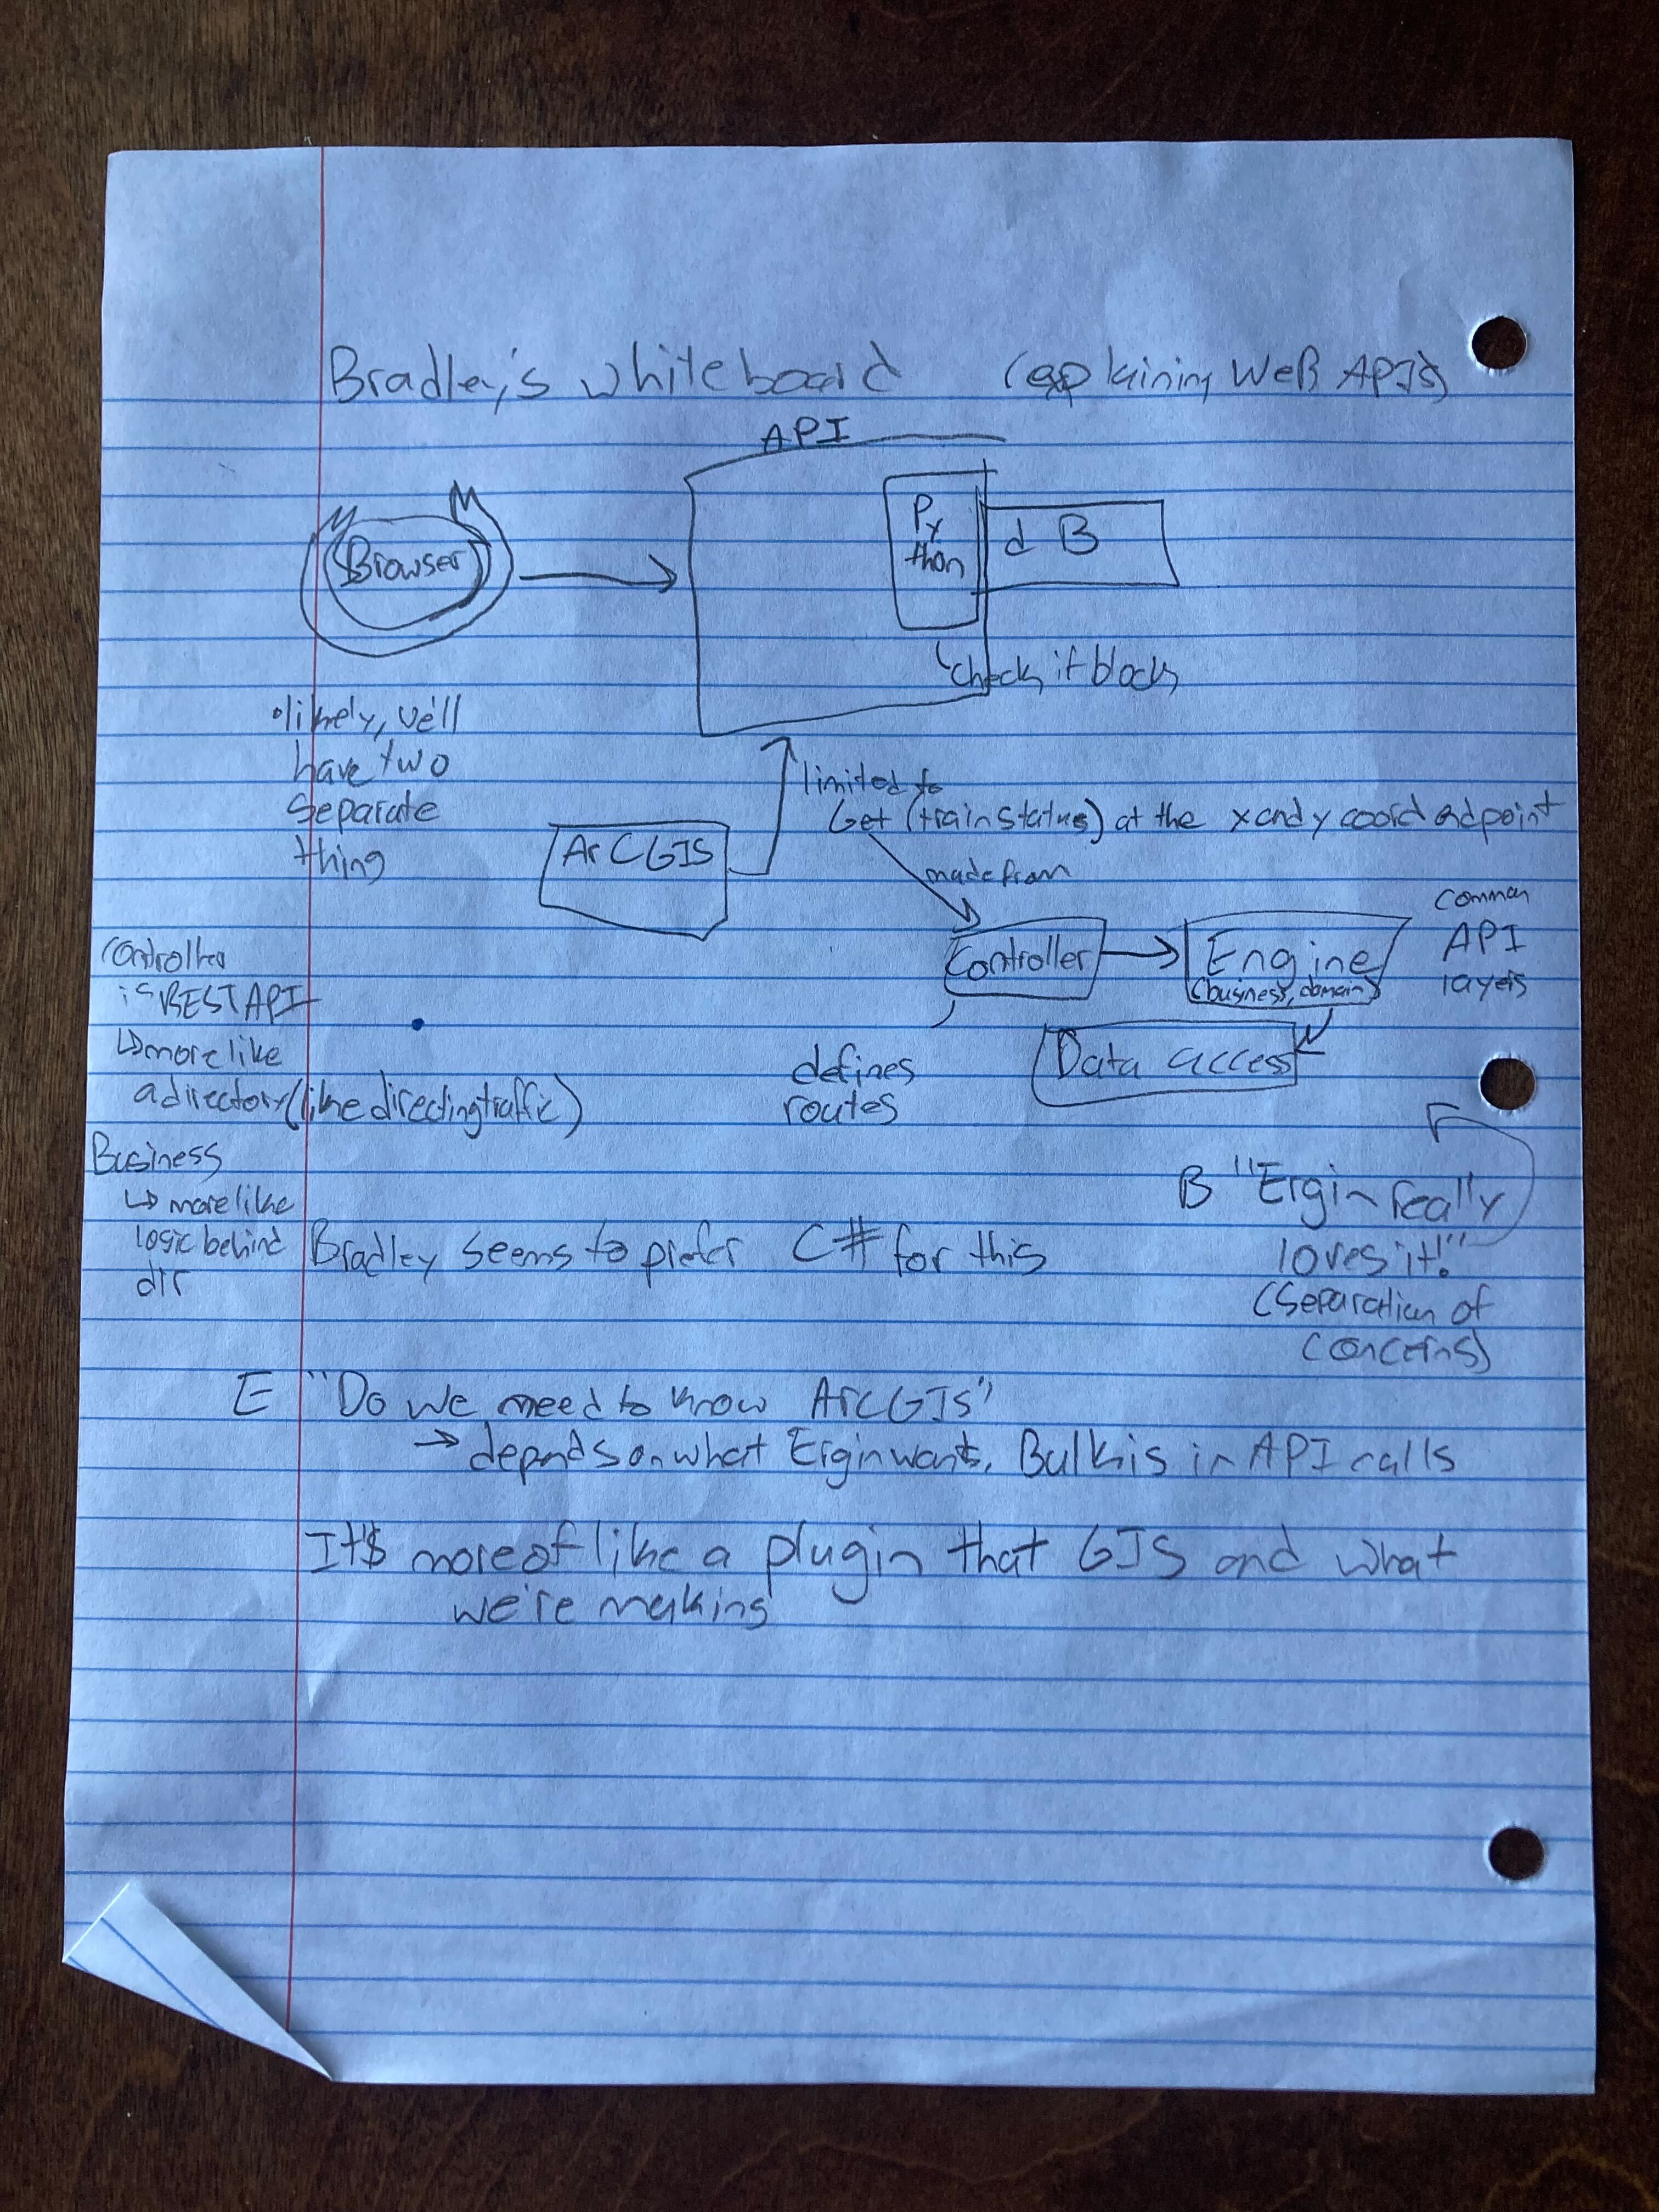 Bradley's whiteboard (explaining WEB APIs)
API
Browser
Py
thon
dB
check if block
• likely, we'll
have two
separate
thing
limited to
Get (train status) at the x and y coord endpoint
ArcGIS
made from
Controller
Engine
(business, domain)
common
API
layers
Controller
is REST API
↳ more like
a directory (like directing traffic)
defines
routes
Data access
Business
↳ more like
logic behind
dir
B "Ergin really
loves it!"
(Separation of
concerns)
Bradley seems to prefer C# for this
E "Do we need to know ArcGIS"
→ depends on what Ergin wants. Bulk is in API calls
It's more of like a plugin that GIS and what
we're making